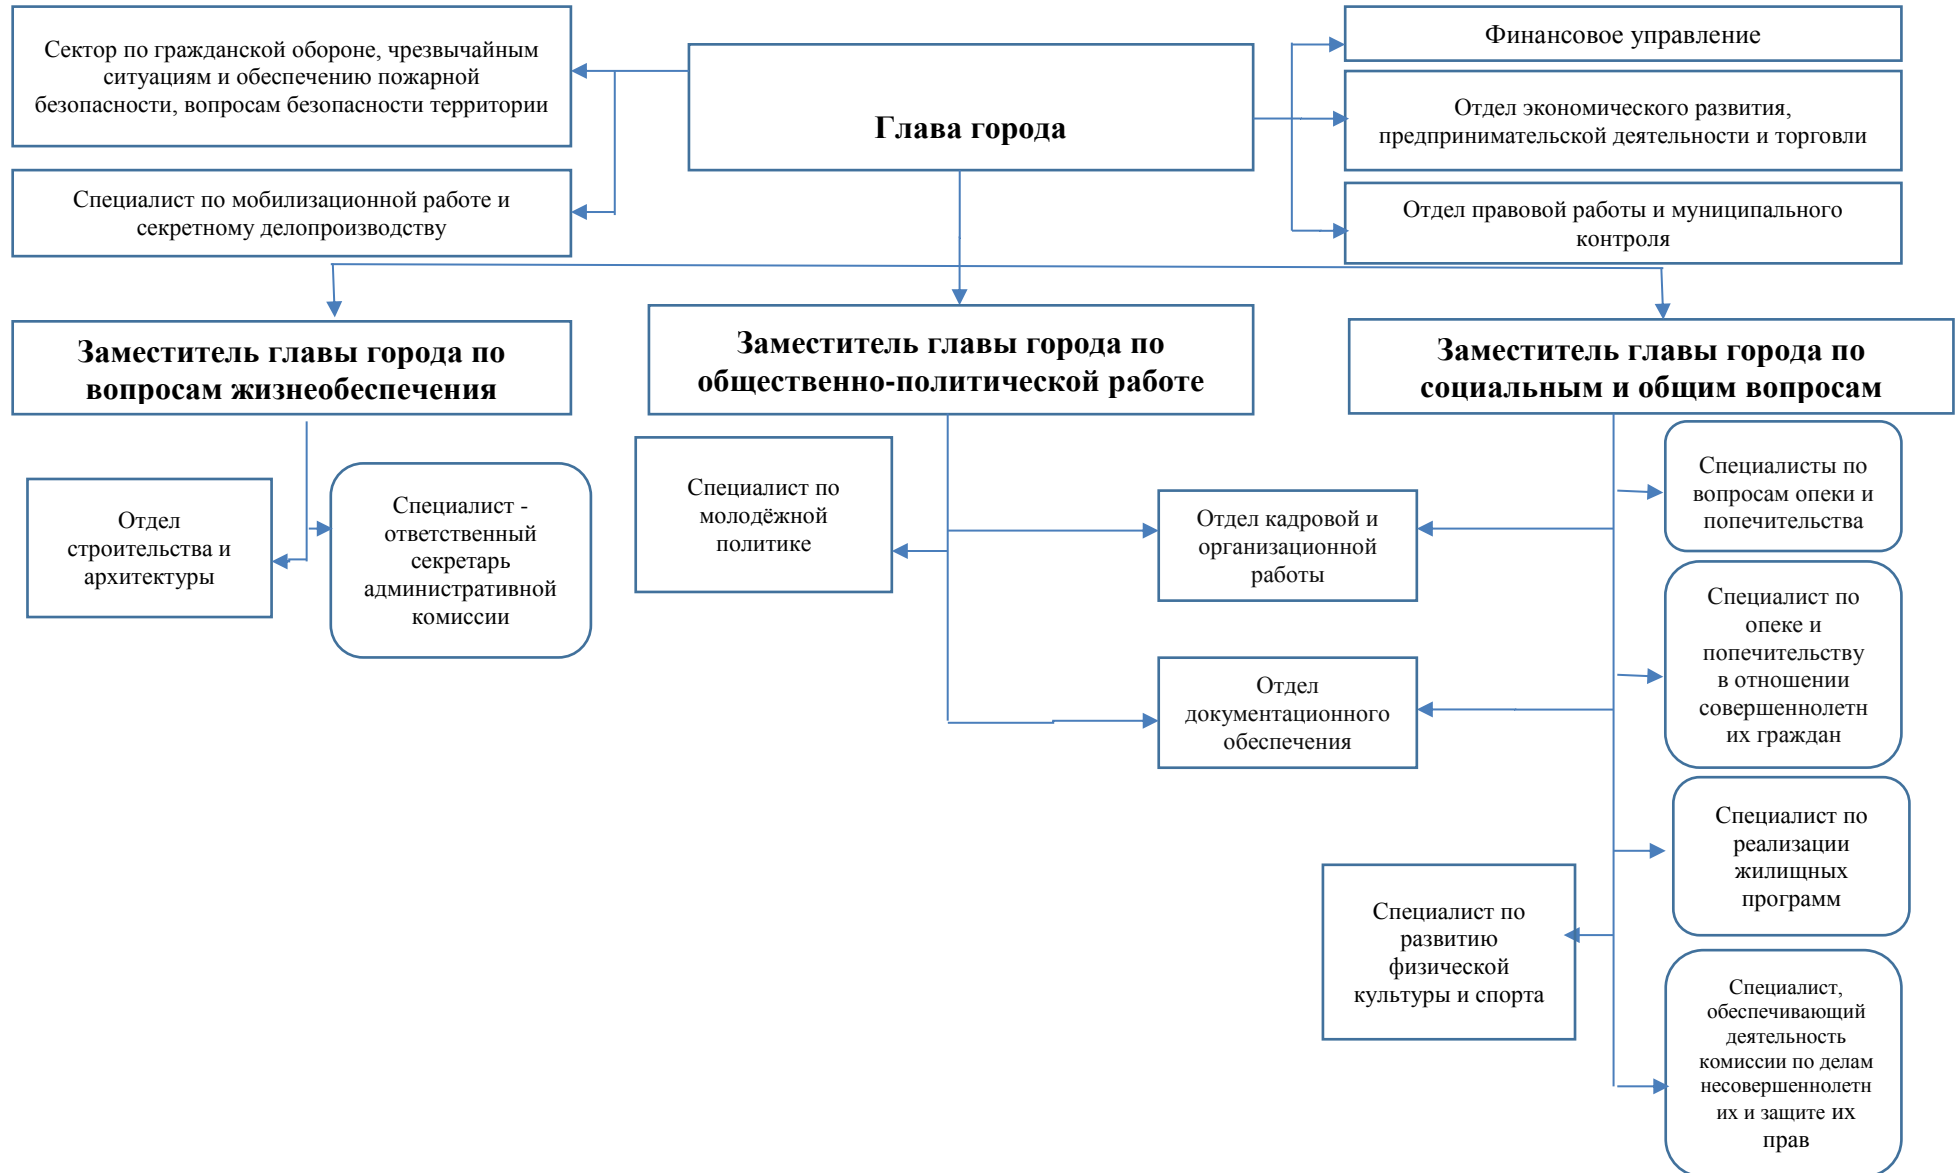 Сектор по гражданской обороне, чрезвычайным
ситуациям и обеспечению пожарной
безопасности, вопросам безопасности территории
Глава города
Финансовое управление
Отдел экономического развития,
предпринимательской деятельности и торговли
Специалист по мобилизационной работе и
секретному делопроизводству
Отдел правовой работы и муниципального
контроля
Заместитель главы города по
вопросам жизнеобеспечения
Заместитель главы города по
общественно-политической работе
Заместитель главы города по
социальным и общим вопросам
Отдел
строительства и
архитектуры
Специалист -
ответственный
секретарь
административной
комиссии
Специалист по
молодёжной
политике
Отдел кадровой и
организационной
работы
Отдел
документационного
обеспечения
Специалисты по
вопросам опеки и
попечительства
Специалист по
опеке и
попечительству
в отношении
совершеннолетн
их граждан
Специалист по
реализации
жилищных
программ
Специалист по
развитию
физической
культуры и спорта
Специалист,
обеспечивающий
деятельность
комиссии по делам
несовершеннолетн
их и защите их
прав